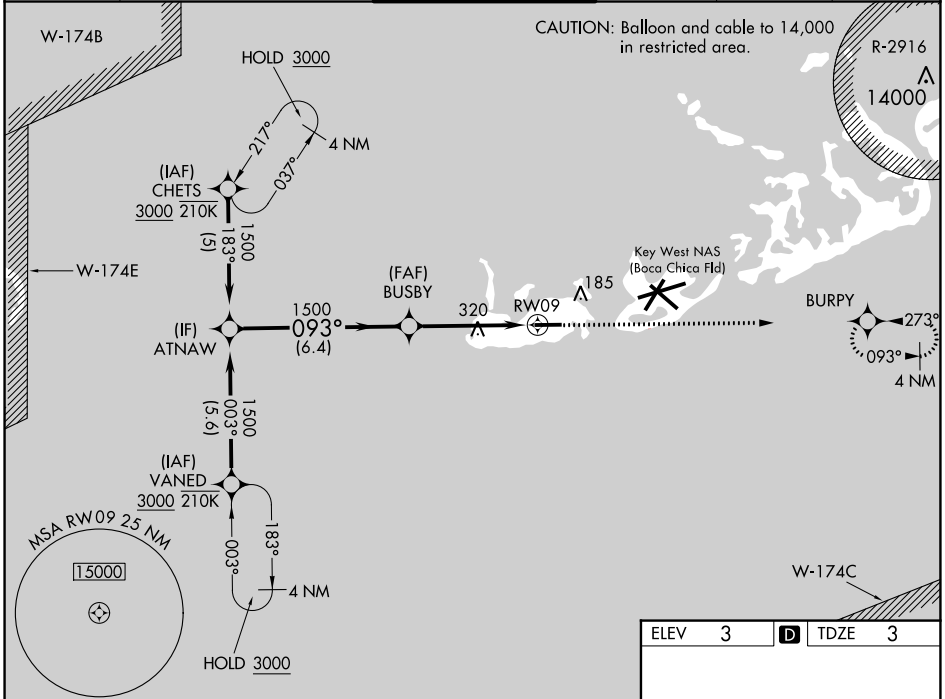 W-174B
CAUTION: Balloon and cable to 14,000
in restricted area.
R-2916
14000
HOLD 3000
217°
037°
4 NM
(IAF)
CHETS
3000 210K
1500
183°
(5)
W-174E
(IF)
ATNAW
1500
093°
(6.4)
(FAF)
BUSBY
320
RW09
185
Key West NAS
(Boca Chica Fld)
BURPY
273°
093°
4 NM
1500
003°
(5.6)
(IAF)
VANED
3000 210K
183°
003°
4 NM
HOLD 3000
MSA RW09 25 NM
15000
W-174C
ELEV 3 D TDZE 3